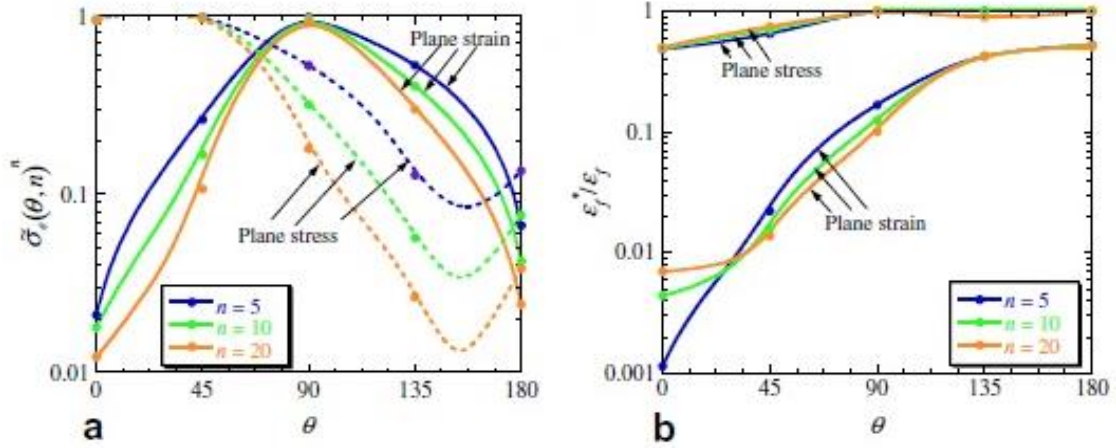 1
0.1
0.01
σ̃ₑ(θ, n)ⁿ
Plane strain
Plane stress
n = 5
n = 10
n = 20
0 45 90 135 180
θ
a
1
0.1
0.01
0.001
ε*f/εf
Plane stress
Plane strain
n = 5
n = 10
n = 20
0 45 90 135 180
θ
b